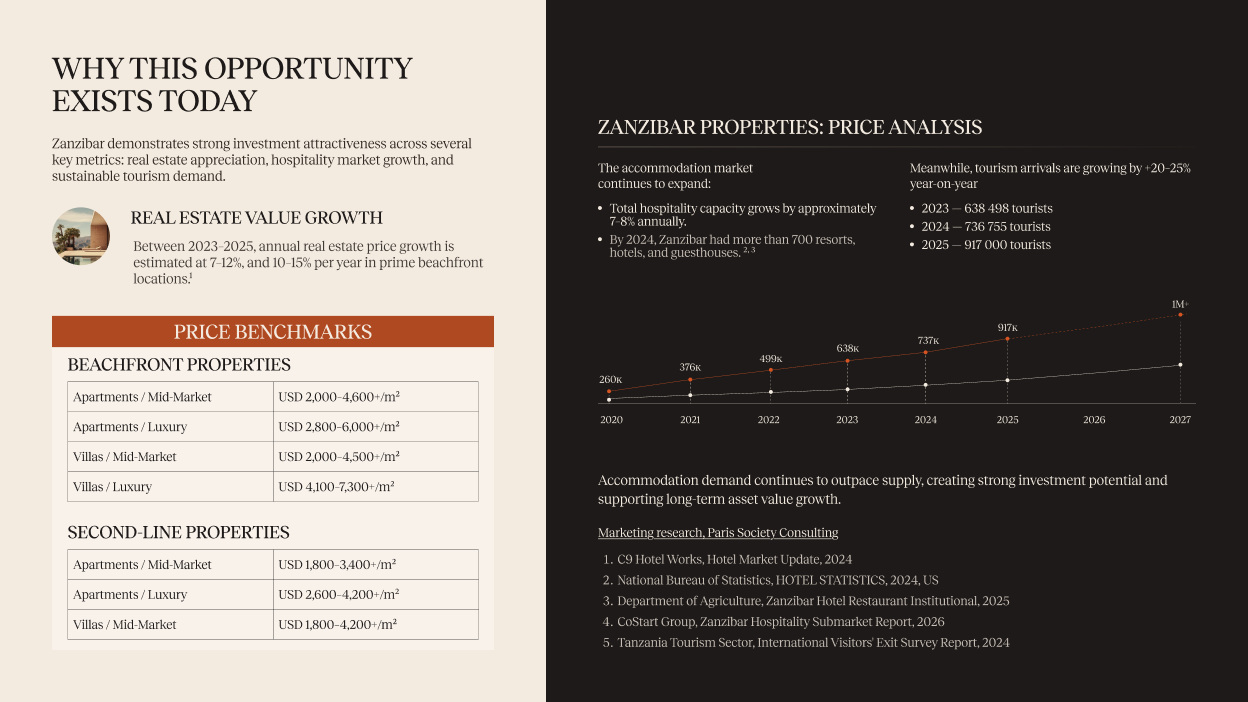 WHY THIS OPPORTUNITY
EXISTS TODAY
Zanzibar demonstrates strong investment attractiveness across several
key metrics: real estate appreciation, hospitality market growth, and
sustainable tourism demand.
REAL ESTATE VALUE GROWTH
Between 2023–2025, annual real estate price growth is
estimated at 7–12%, and 10–15% per year in prime beachfront
locations.¹
PRICE BENCHMARKS
BEACHFRONT PROPERTIES
Apartments / Mid-Market USD 2,000–4,600+/m²
Apartments / Luxury USD 2,800–6,000+/m²
Villas / Mid-Market USD 2,000–4,500+/m²
Villas / Luxury USD 4,100–7,300+/m²
SECOND-LINE PROPERTIES
Apartments / Mid-Market USD 1,800–3,400+/m²
Apartments / Luxury USD 2,600–4,200+/m²
Villas / Mid-Market USD 1,800–4,200+/m²
ZANZIBAR PROPERTIES: PRICE ANALYSIS
The accommodation market
continues to expand:
• Total hospitality capacity grows by approximately
7–8% annually.
• By 2024, Zanzibar had more than 700 resorts,
hotels, and guesthouses. ²,³
Meanwhile, tourism arrivals are growing by +20–25%
year-on-year
• 2023 — 638 498 tourists
• 2024 — 736 755 tourists
• 2025 — 917 000 tourists
260K
376K
499K
638K
737K
917K
1M+
2020 2021 2022 2023 2024 2025 2026 2027
Accommodation demand continues to outpace supply, creating strong investment potential and
supporting long-term asset value growth.
Marketing research, Paris Society Consulting
1. C9 Hotel Works, Hotel Market Update, 2024
2. National Bureau of Statistics, HOTEL STATISTICS, 2024, US
3. Department of Agriculture, Zanzibar Hotel Restaurant Institutional, 2025
4. CoStart Group, Zanzibar Hospitality Submarket Report, 2026
5. Tanzania Tourism Sector, International Visitors' Exit Survey Report, 2024